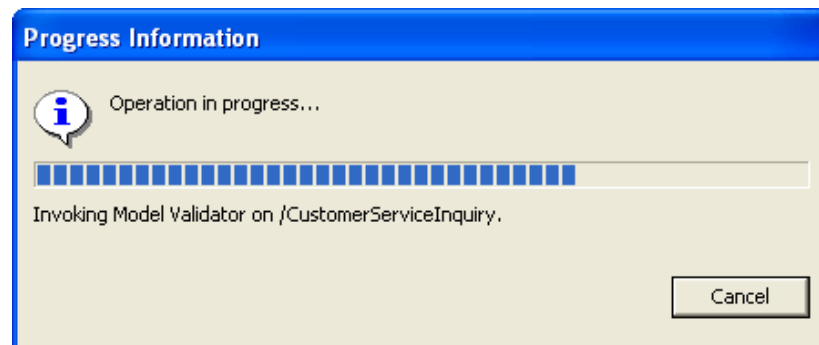 Progress Information
Operation in progress...
Invoking Model Validator on /CustomerServiceInquiry.
Cancel